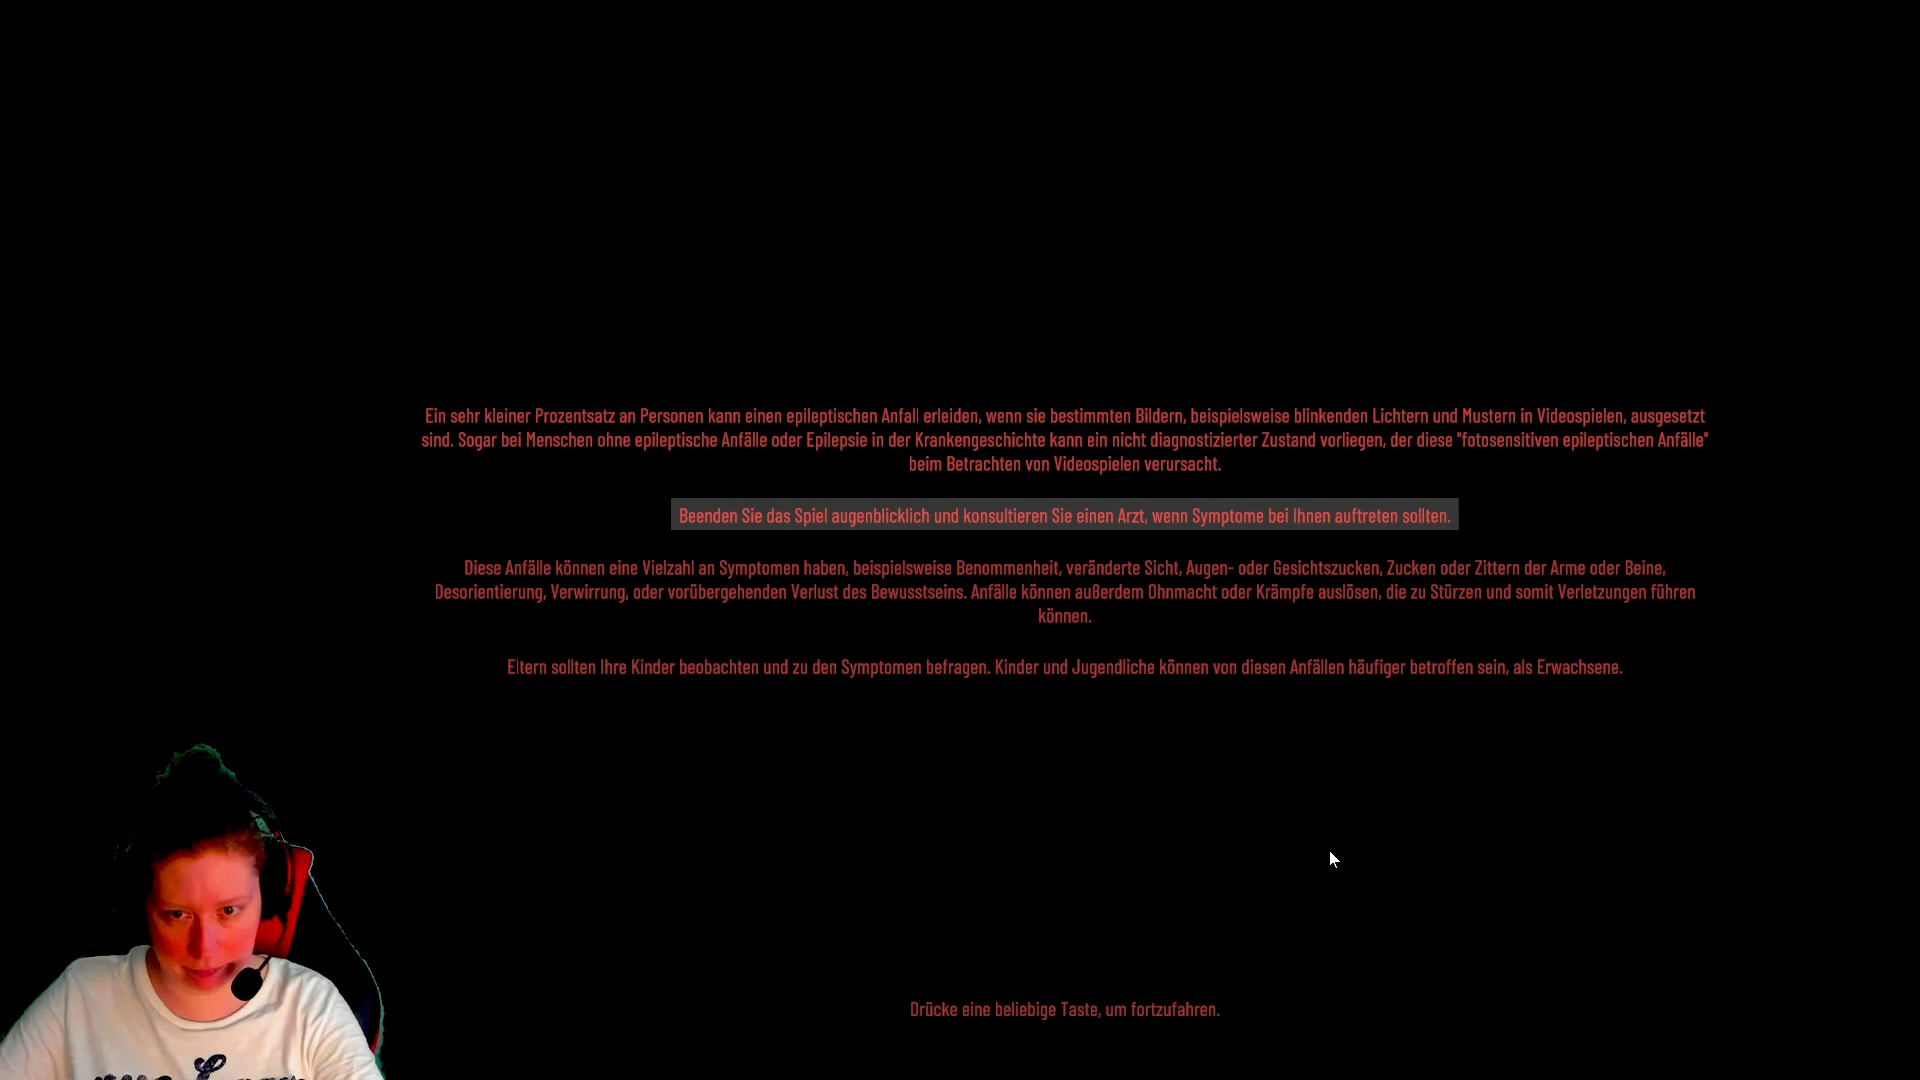 Ein sehr kleiner Prozentsatz an Personen kann einen epileptischen Anfall erleiden, wenn sie bestimmten Bildern, beispielsweise blinkenden Lichtern und Mustern in Videospielen, ausgesetzt
sind. Sogar bei Menschen ohne epileptische Anfälle oder Epilepsie in der Krankengeschichte kann ein nicht diagnostizierter Zustand vorliegen, der diese "fotosensitiven epileptischen Anfälle"
beim Betrachten von Videospielen verursacht.
Beenden Sie das Spiel augenblicklich und konsultieren Sie einen Arzt, wenn Symptome bei Ihnen auftreten sollten.
Diese Anfälle können eine Vielzahl an Symptomen haben, beispielsweise Benommenheit, veränderte Sicht, Augen- oder Gesichtszucken, Zucken oder Zittern der Arme oder Beine,
Desorientierung, Verwirrung, oder vorübergehenden Verlust des Bewusstseins. Anfälle können außerdem Ohnmacht oder Krämpfe auslösen, die zu Stürzen und somit Verletzungen führen
können.
Eltern sollten Ihre Kinder beobachten und zu den Symptomen befragen. Kinder und Jugendliche können von diesen Anfällen häufiger betroffen sein, als Erwachsene.
Drücke eine beliebige Taste, um fortzufahren.